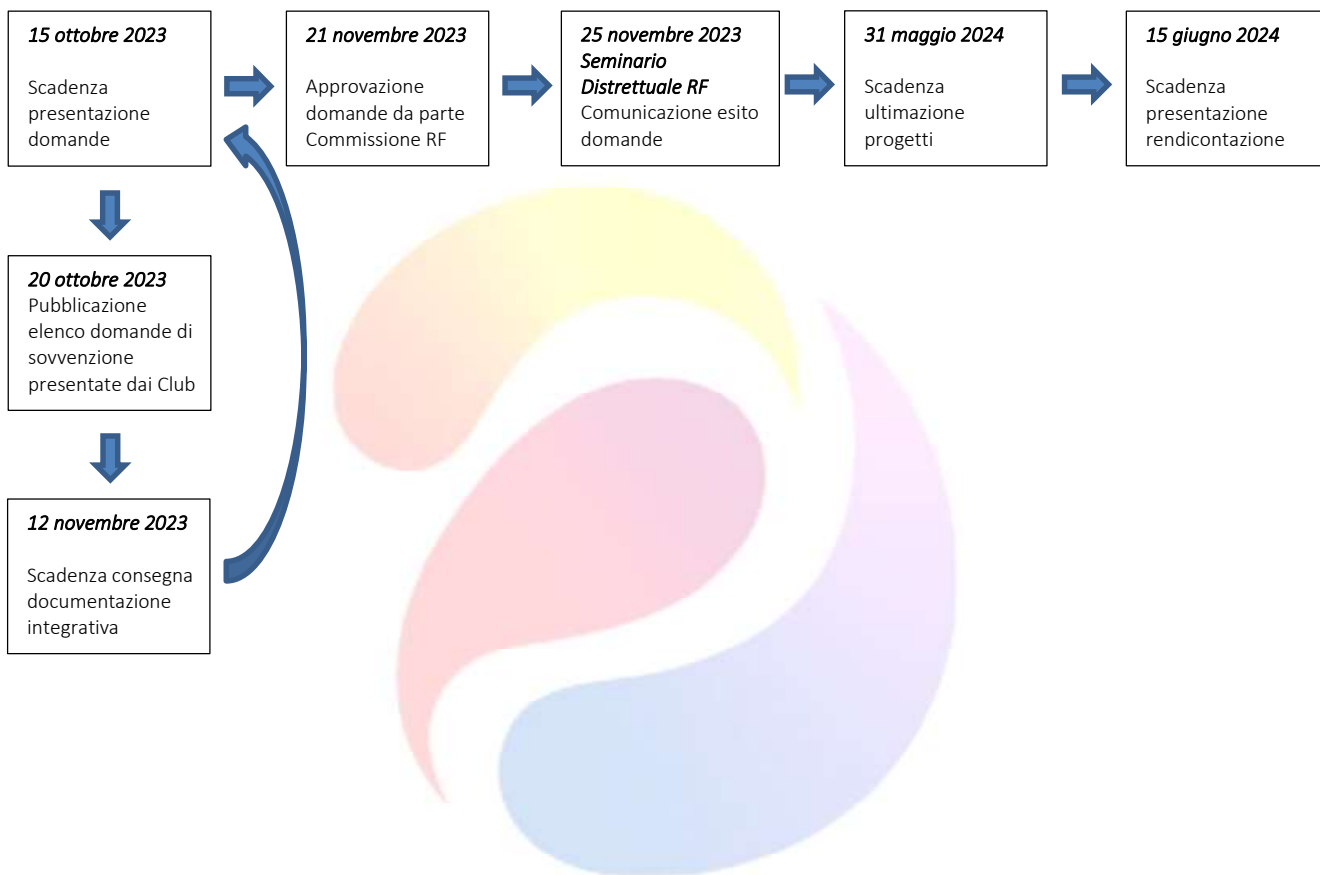 15 ottobre 2023
Scadenza
presentazione
domande
21 novembre 2023
Approvazione
domande da parte
Commissione RF
25 novembre 2023
Seminario
Distrettuale RF
Comunicazione esito
domande
31 maggio 2024
Scadenza
ultimazione
progetti
15 giugno 2024
Scadenza
presentazione
rendicontazione
20 ottobre 2023
Pubblicazione
elenco domande di
sovvenzione
presentate dai Club
12 novembre 2023
Scadenza consegna
documentazione
integrativa